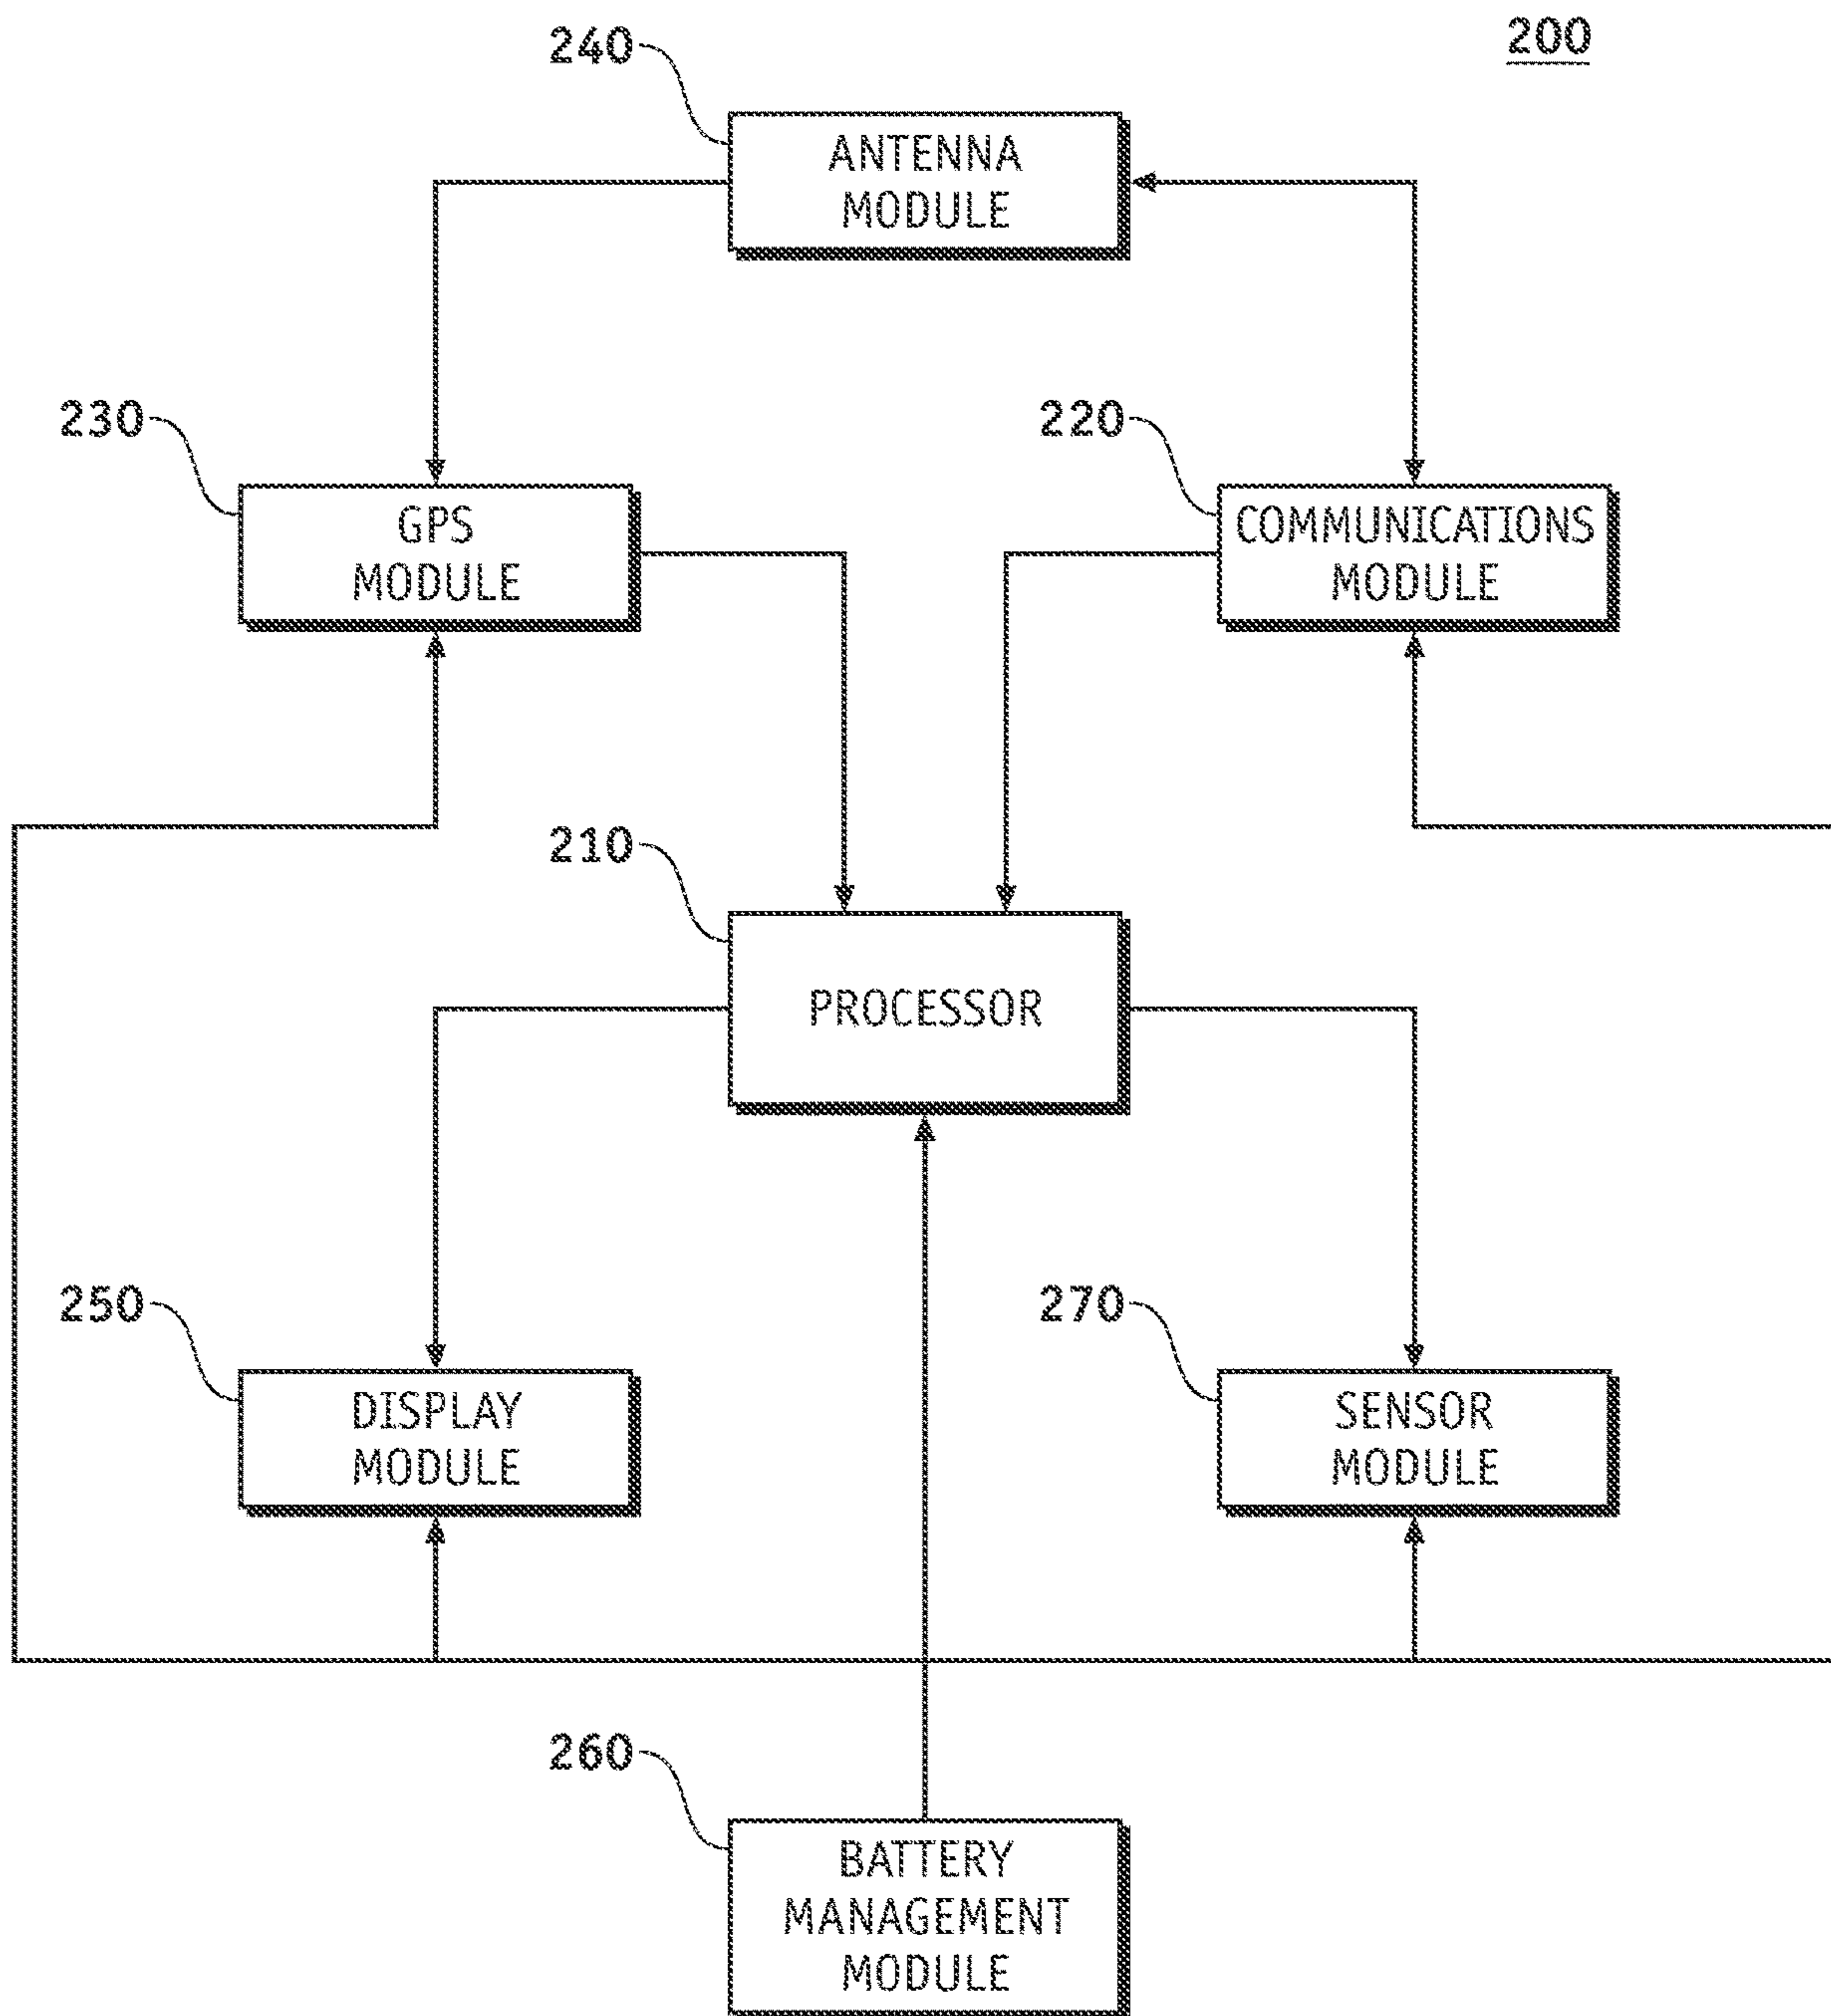 200
240
ANTENNA
MODULE
230
GPS
MODULE
220
COMMUNICATIONS
MODULE
210
PROCESSOR
250
DISPLAY
MODULE
270
SENSOR
MODULE
260
BATTERY
MANAGEMENT
MODULE